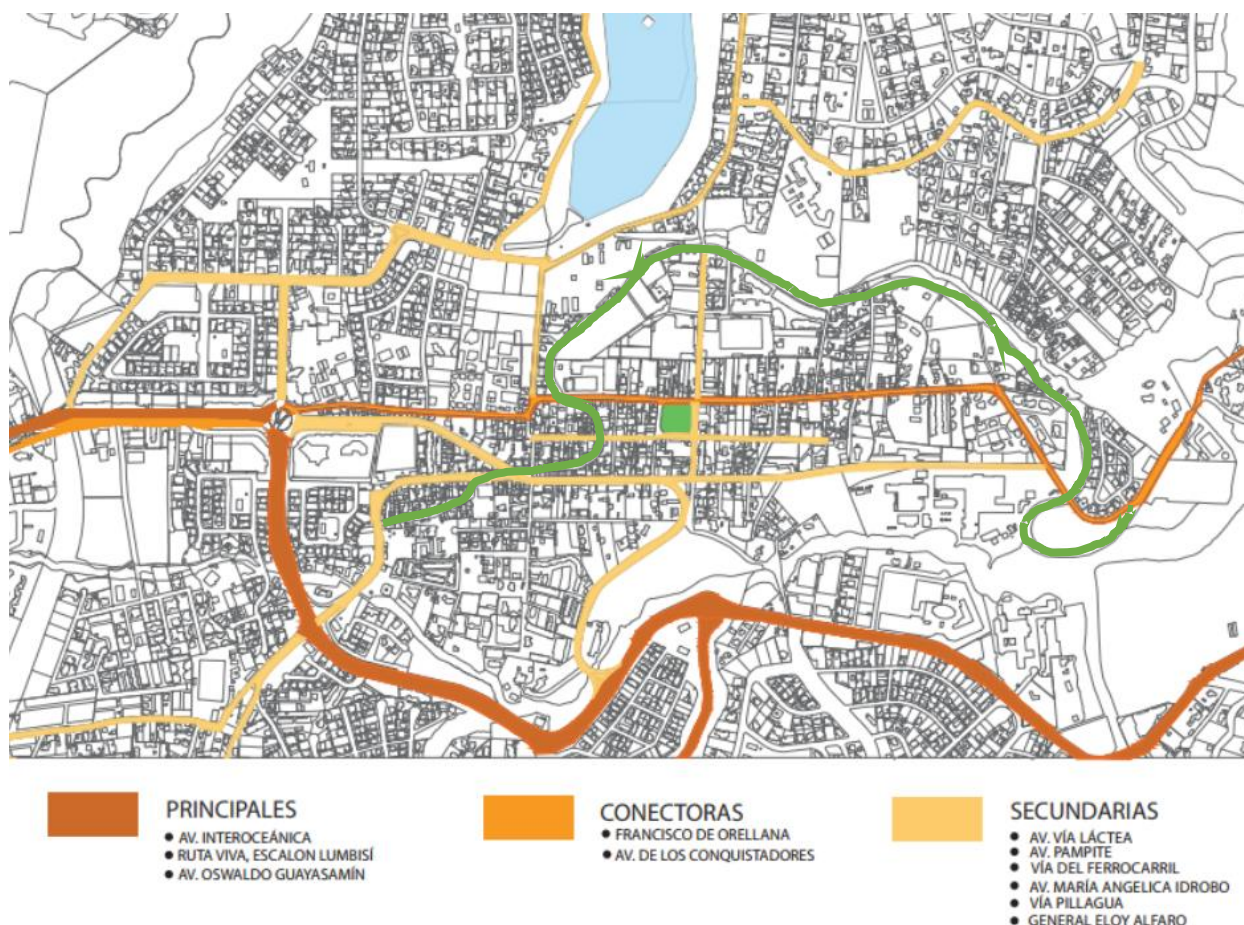 PRINCIPALES
● AV. INTEROCEÁNICA
● RUTA VIVA, ESCALON LUMBISÍ
● AV. OSWALDO GUAYASAMÍN
CONECTORAS
● FRANCISCO DE ORELLANA
● AV. DE LOS CONQUISTADORES
SECUNDARIAS
● AV. VÍA LÁCTEA
● AV. PAMPITE
● VÍA DEL FERROCARRIL
● AV. MARÍA ANGELICA IDROBO
● VÍA PILLAGUA
● GENERAL ELOY ALFARO